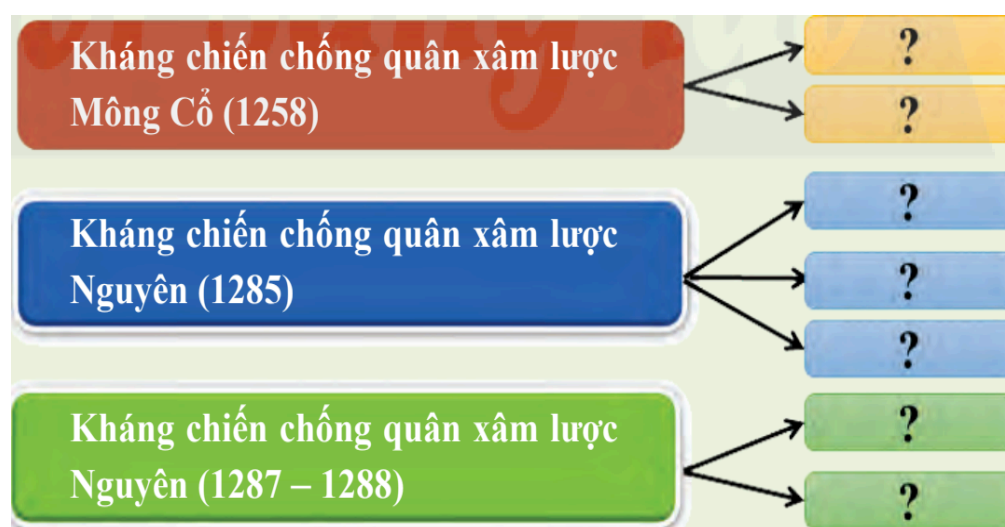 Kháng chiến chống quân xâm lược
Mông Cổ (1258)
?
?
Kháng chiến chống quân xâm lược
Nguyên (1285)
?
?
?
Kháng chiến chống quân xâm lược
Nguyên (1287 – 1288)
?
?